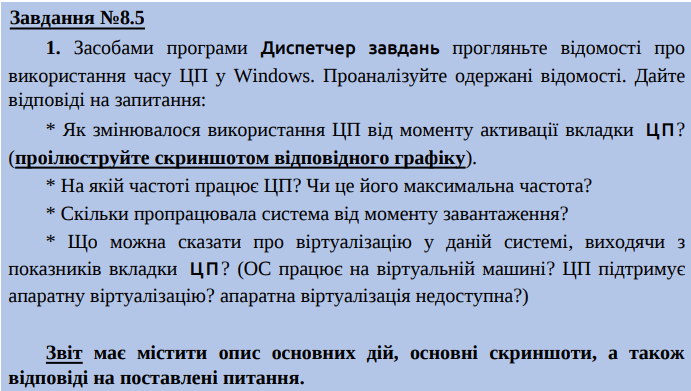 Завдання №8.5
1. Засобами програми Диспетчер завдань прогляньте відомості про
використання часу ЦП у Windows. Проаналізуйте одержані відомості. Дайте
відповіді на запитання:
* Як змінювалося використання ЦП від моменту активації вкладки ЦП?
(проілюструйте скриншотом відповідного графіку).
* На якій частоті працює ЦП? Чи це його максимальна частота?
* Скільки пропрацювала система від моменту завантаження?
* Що можна сказати про віртуалізацію у даній системі, виходячи з
показників вкладки ЦП? (ОС працює на віртуальній машині? ЦП підтримує
апаратну віртуалізацію? апаратна віртуалізація недоступна?)
Звіт має містити опис основних дій, основні скриншоти, а також
відповіді на поставлені питання.